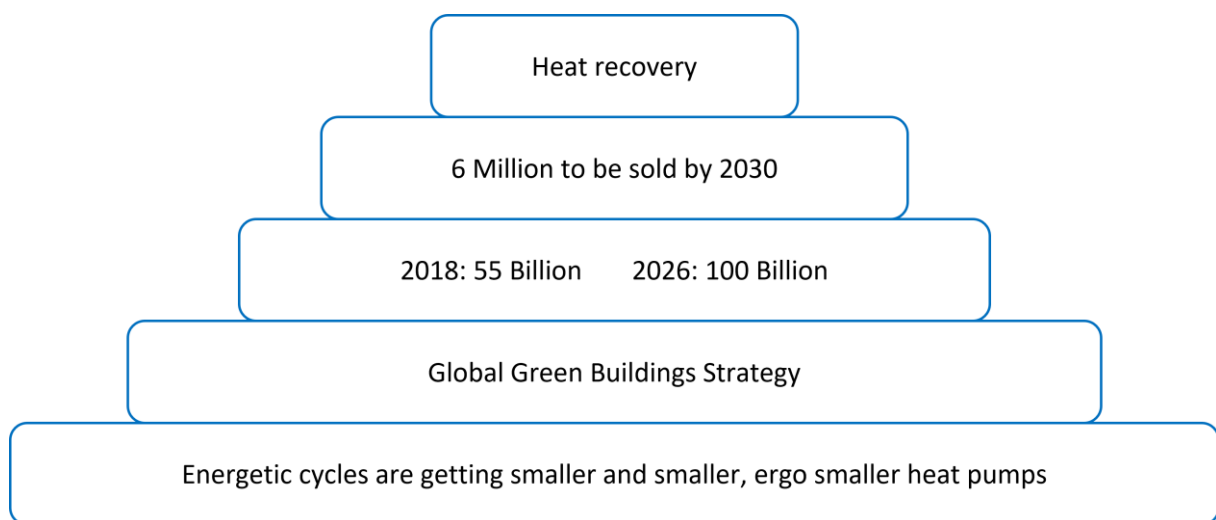 Heat recovery
6 Million to be sold by 2030
2018: 55 Billion 2026: 100 Billion
Global Green Buildings Strategy
Energetic cycles are getting smaller and smaller, ergo smaller heat pumps